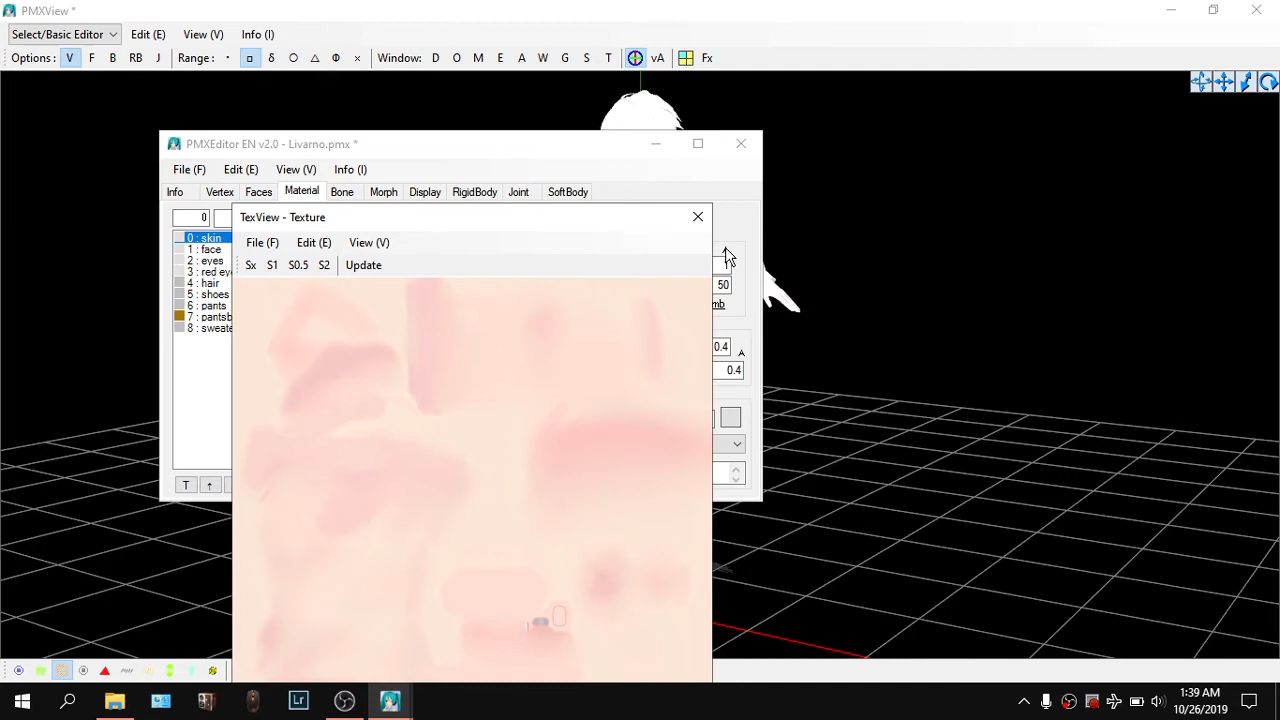 PMXView *
Select/Basic Editor Edit (E) View (V) Info (I)
Options: V F B RB J Range: · □ δ ○ △ Φ × Window: D O M E A W G S T vA Fx
PMXEditor EN v2.0 - Livarno.pmx *
File (F) Edit (E) View (V) Info (I)
Info Vertex Faces Material Bone Morph Display RigidBody Joint SoftBody
0
TexView - Texture
0 : skin
File (F) Edit (E) View (V)
1 : face
2 : eyes
Sx S1 S0.5 S2 Update
3 : red ey
4 : hair
50
5 : shoes
6 : pants
mb
7 : pantsb
8 : sweate
0.4
A
0.4
T ↑
Lr
1:39 AM
10/26/2019